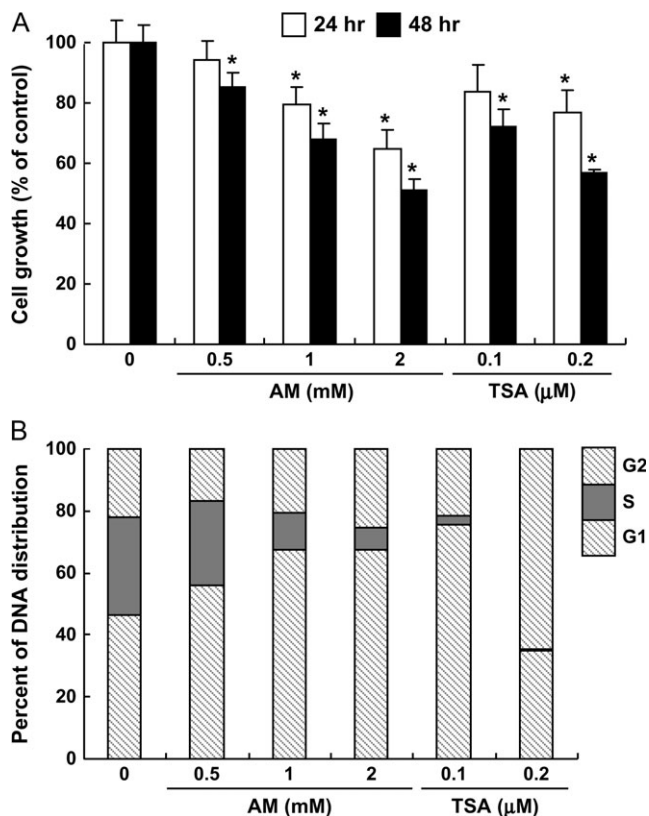 A
24 hr
48 hr
Cell growth (% of control)
100
80
60
40
20
0
* * * * * * * *
0 0.5 1 2 0.1 0.2
AM (mM) TSA (μM)
B
Percent of DNA distribution
100
80
60
40
20
0
G2
S
G1
0 0.5 1 2 0.1 0.2
AM (mM) TSA (μM)